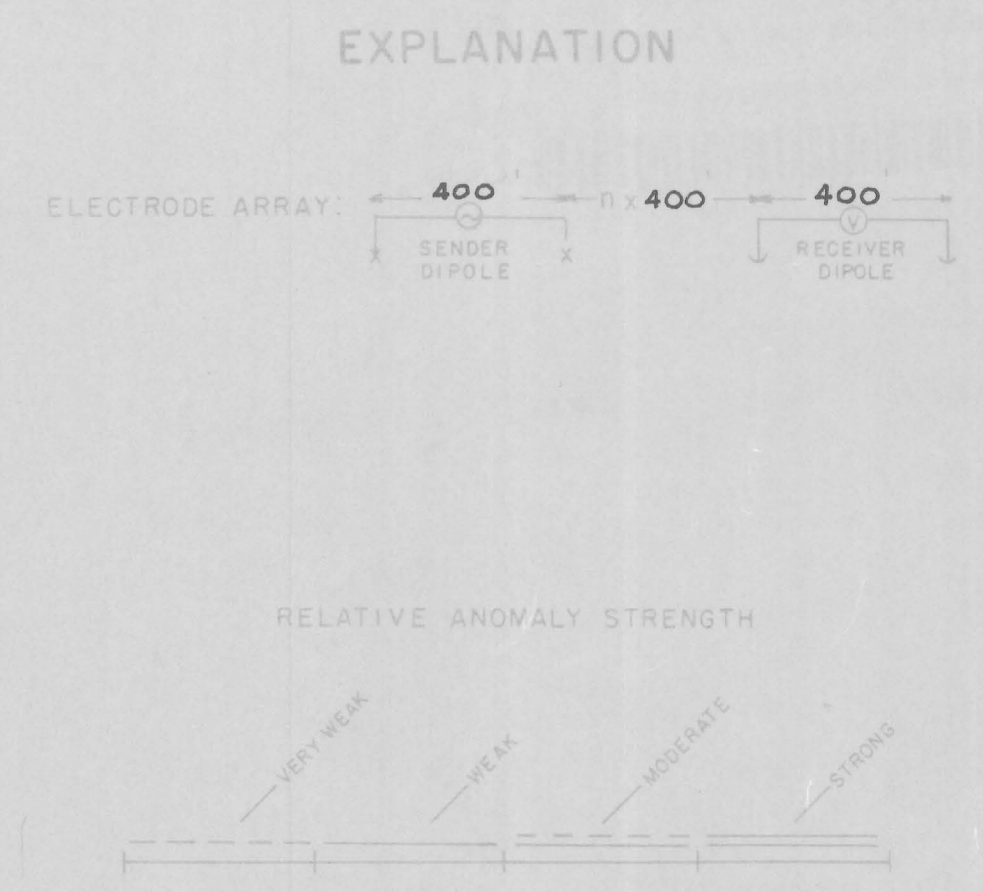 EXPLANATION
ELECTRODE ARRAY: 400' n x 400' 400'
SENDER DIPOLE
RECEIVER DIPOLE
V
x x
RELATIVE ANOMALY STRENGTH
VERY WEAK
WEAK
MODERATE
STRONG